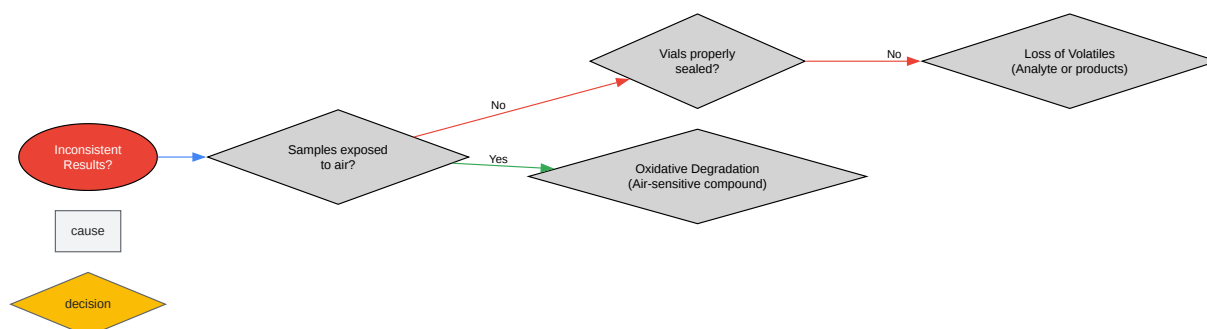 Inconsistent
Results?
Samples exposed
to air?
No
Yes
Vials properly
sealed?
No
Loss of Volatiles
(Analyte or products)
Oxidative Degradation
(Air-sensitive compound)
cause
decision